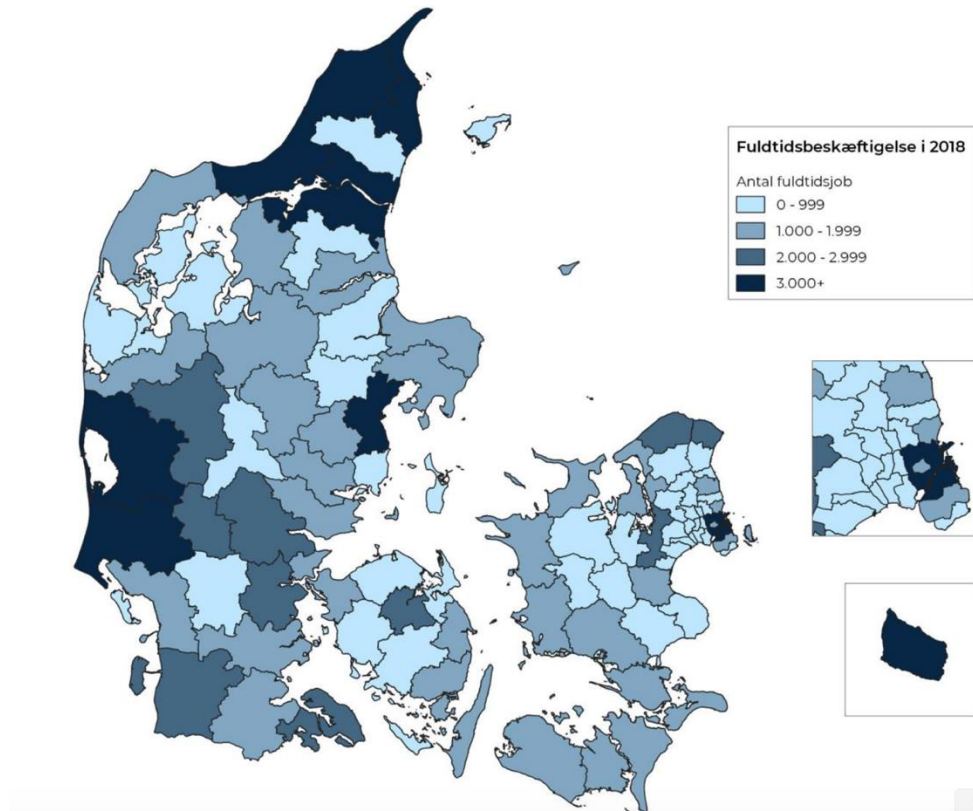 Fuldtidsbeskæftigelse i 2018
Antal fuldtidsjob
0 - 999
1.000 - 1.999
2.000 - 2.999
3.000+